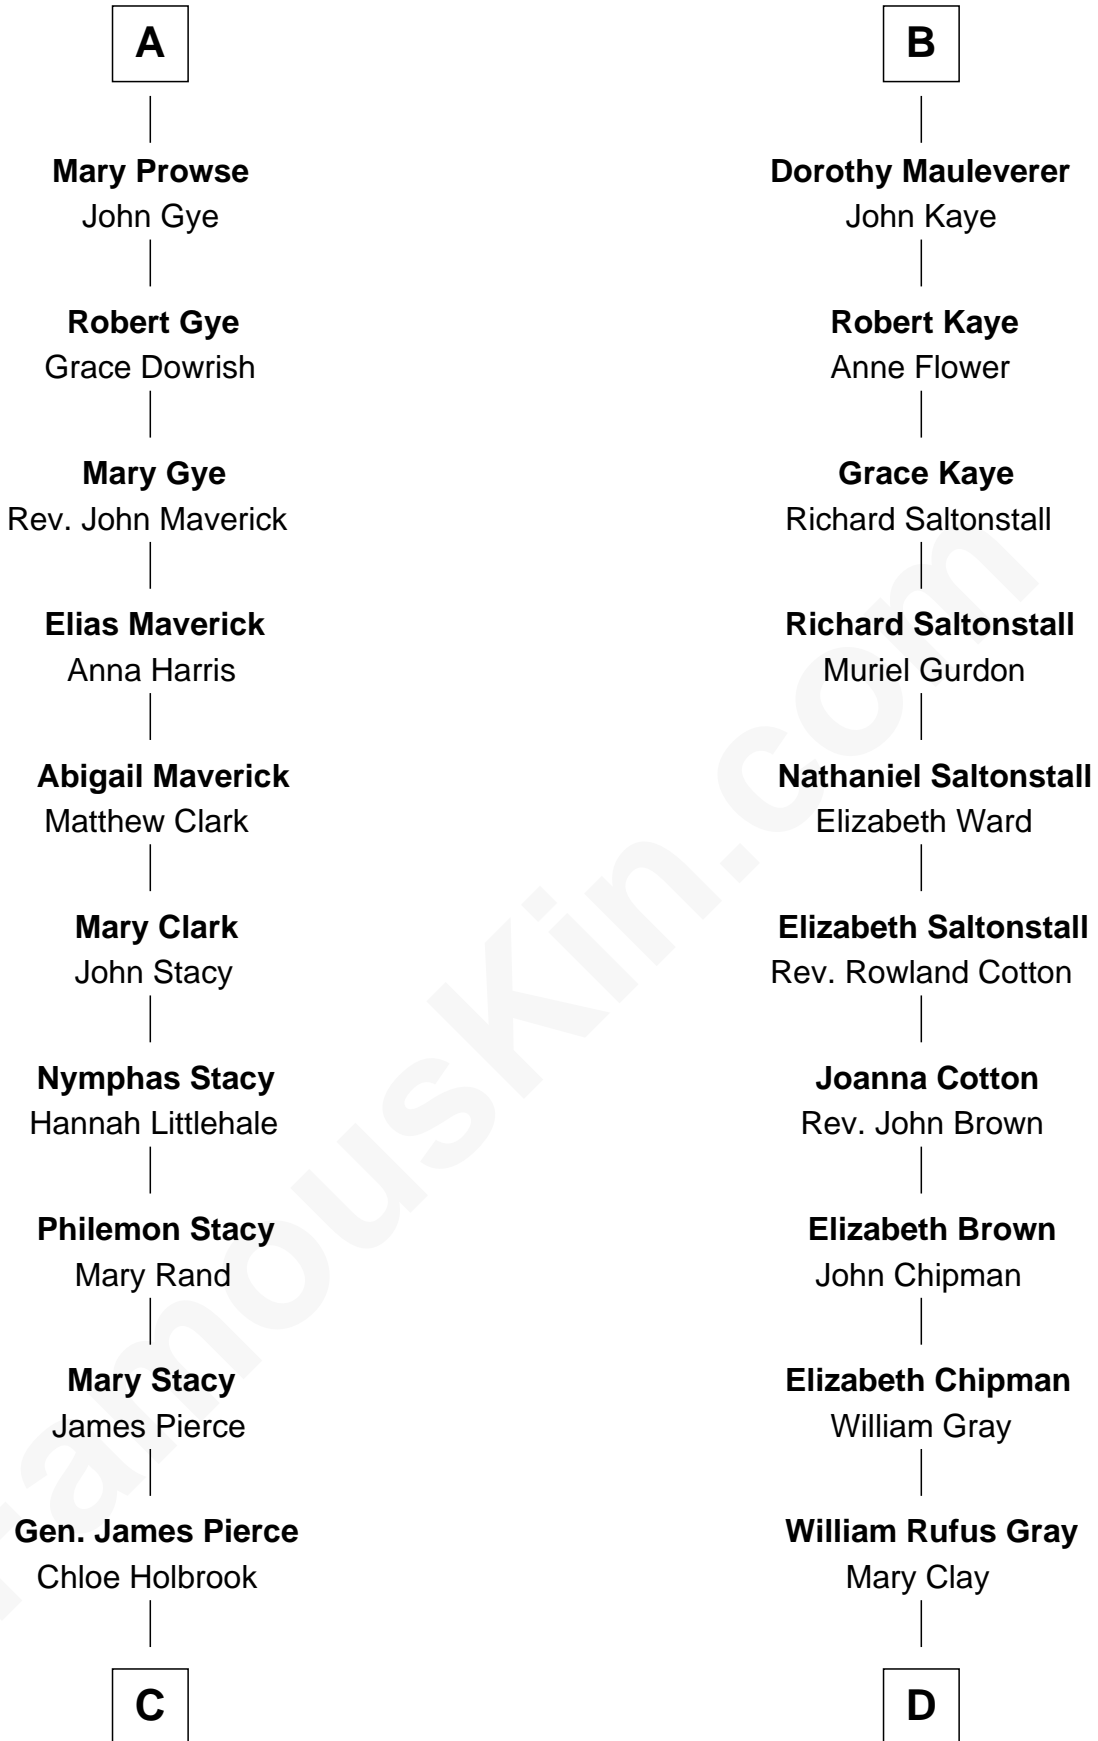 A
Mary Prowse
John Gye
Robert Gye
Grace Dowrish
Mary Gye
Rev. John Maverick
Elias Maverick
Anna Harris
Abigail Maverick
Matthew Clark
Mary Clark
John Stacy
Nymphas Stacy
Hannah Littlehale
Philemon Stacy
Mary Rand
Mary Stacy
James Pierce
Gen. James Pierce
Chloe Holbrook
C
B
Dorothy Mauleverer
John Kaye
Robert Kaye
Anne Flower
Grace Kaye
Richard Saltonstall
Richard Saltonstall
Muriel Gurdon
Nathaniel Saltonstall
Elizabeth Ward
Elizabeth Saltonstall
Rev. Rowland Cotton
Joanna Cotton
Rev. John Brown
Elizabeth Brown
John Chipman
Elizabeth Chipman
William Gray
William Rufus Gray
Mary Clay
D
FamousKin.com